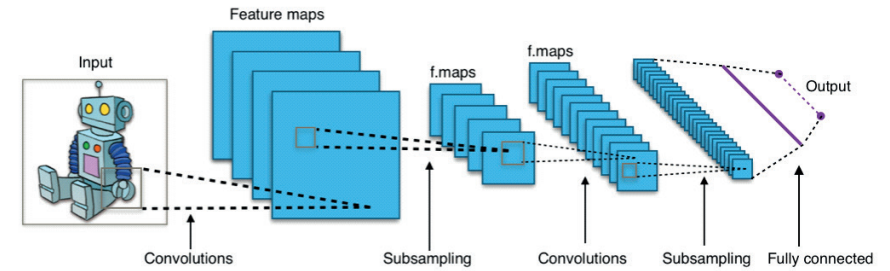 Feature maps
f.maps
f.maps
Input
Output
Convolutions
Subsampling
Convolutions
Subsampling
Fully connected